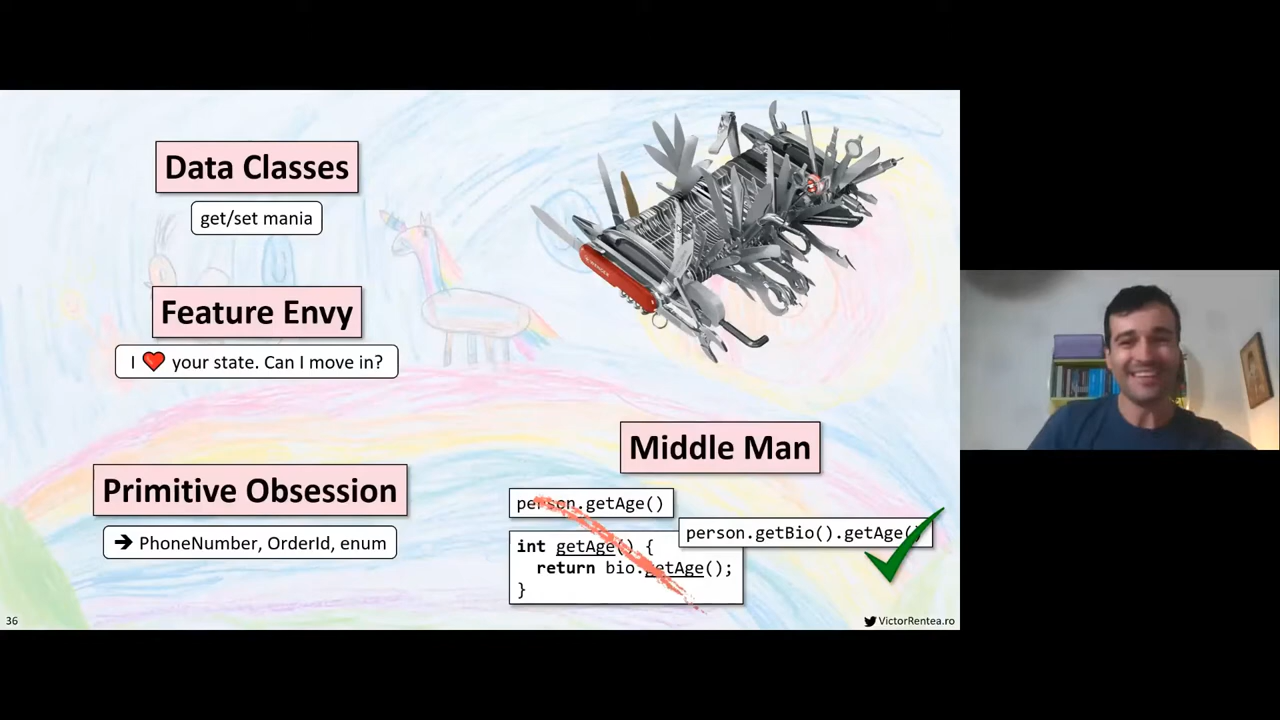 Data Classes
get/set mania
Feature Envy
I ❤ your state. Can I move in?
Primitive Obsession
➔ PhoneNumber, OrderId, enum
Middle Man
person.getAge()
person.getBio().getAge()
int getAge() {
return bio.getAge();
}
36
VictorRentea.ro
WENGER